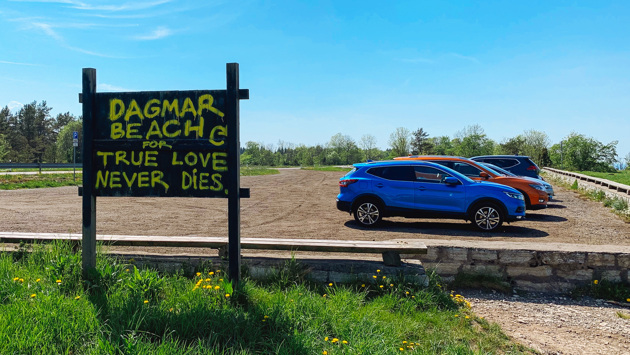 DAGMAR
BEACH C
FOR
TRUE LOVE
NEVER DIES.